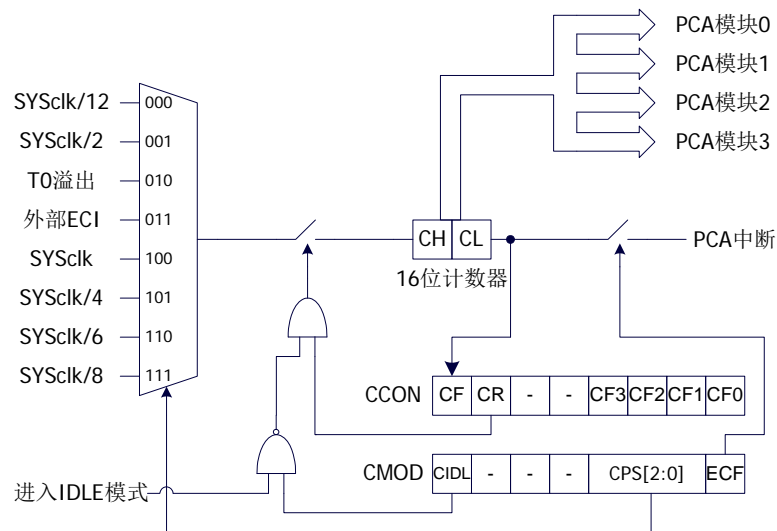 PCA模块0
PCA模块1
PCA模块2
PCA模块3
SYSclk/12
000
SYSclk/2
001
T0溢出
010
外部ECI
011
SYSclk
100
SYSclk/4
101
SYSclk/6
110
SYSclk/8
111
CH
CL
16位计数器
PCA中断
CCON
CF
CR
-
-
CF3
CF2
CF1
CF0
CMOD
CIDL
-
-
-
CPS[2:0]
ECF
进入IDLE模式